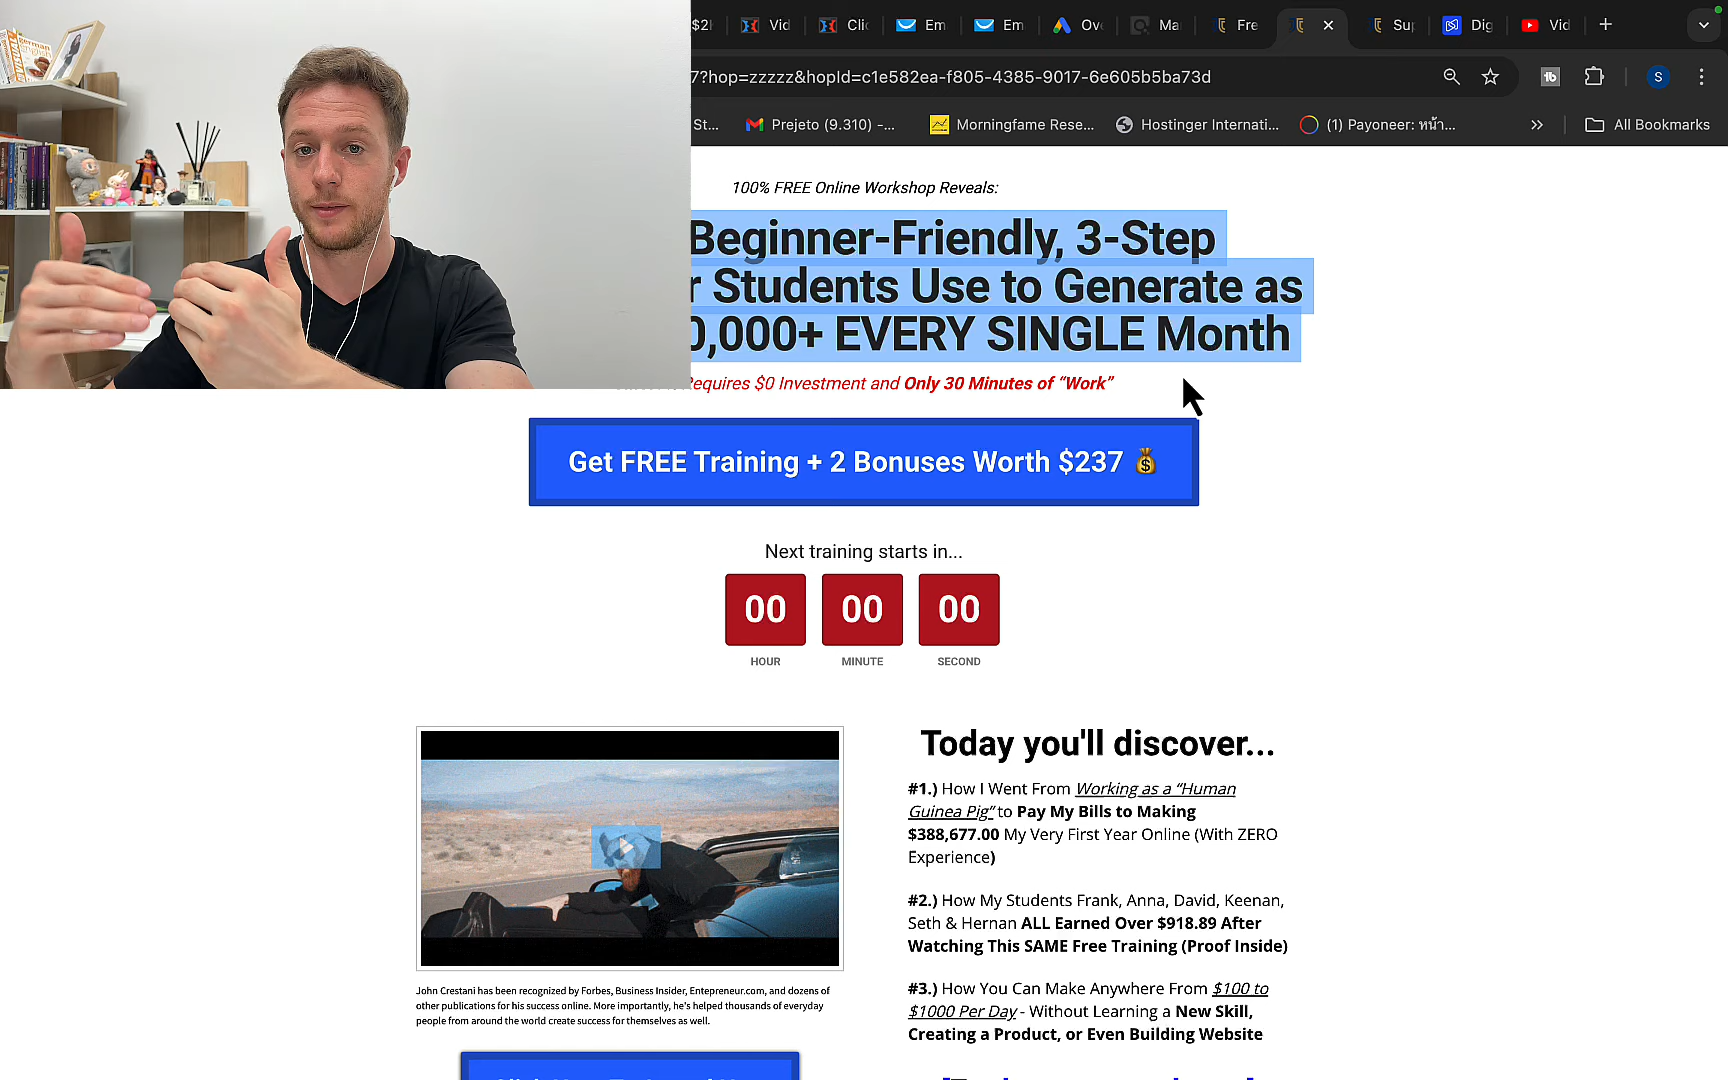 $2
Vid
Clic
Em
Em
Ove
Ma
Fre
Sup
Dig
Vid
7?hop=zzzzz&hopId=c1e582ea-f805-4385-9017-6e605b5ba73d
S
St...
Prejeto (9.310) –...
Morningfame Rese...
Hostinger Internati...
(1) Payoneer: หน้า...
All Bookmarks
german
english
100% FREE Online Workshop Reveals:
Beginner-Friendly, 3-Step
r Students Use to Generate as
0,000+ EVERY SINGLE Month
equires $0 Investment and Only 30 Minutes of “Work”
Get FREE Training + 2 Bonuses Worth $237 💰
Next training starts in...
00 00 00
HOUR MINUTE SECOND
Today you'll discover...
#1.) How I Went From Working as a “Human
Guinea Pig” to Pay My Bills to Making
$388,677.00 My Very First Year Online (With ZERO
Experience)
#2.) How My Students Frank, Anna, David, Keenan,
Seth & Hernan ALL Earned Over $918.89 After
Watching This SAME Free Training (Proof Inside)
#3.) How You Can Make Anywhere From $100 to
$1000 Per Day - Without Learning a New Skill,
Creating a Product, or Even Building Website
John Crestani has been recognized by Forbes, Business Insider, Entepreneur.com, and dozens of
other publications for his success online. More importantly, he's helped thousands of everyday
people from around the world create success for themselves as well.